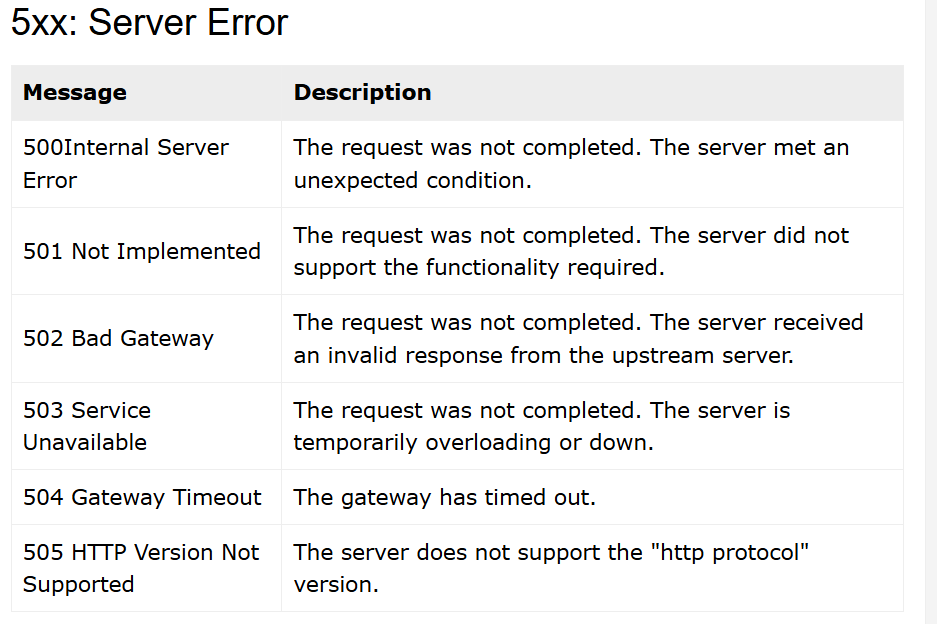 5xx: Server Error
Message Description
500Internal Server
Error
The request was not completed. The server met an
unexpected condition.
501 Not Implemented
The request was not completed. The server did not
support the functionality required.
502 Bad Gateway
The request was not completed. The server received
an invalid response from the upstream server.
503 Service
Unavailable
The request was not completed. The server is
temporarily overloading or down.
504 Gateway Timeout
The gateway has timed out.
505 HTTP Version Not
Supported
The server does not support the "http protocol"
version.